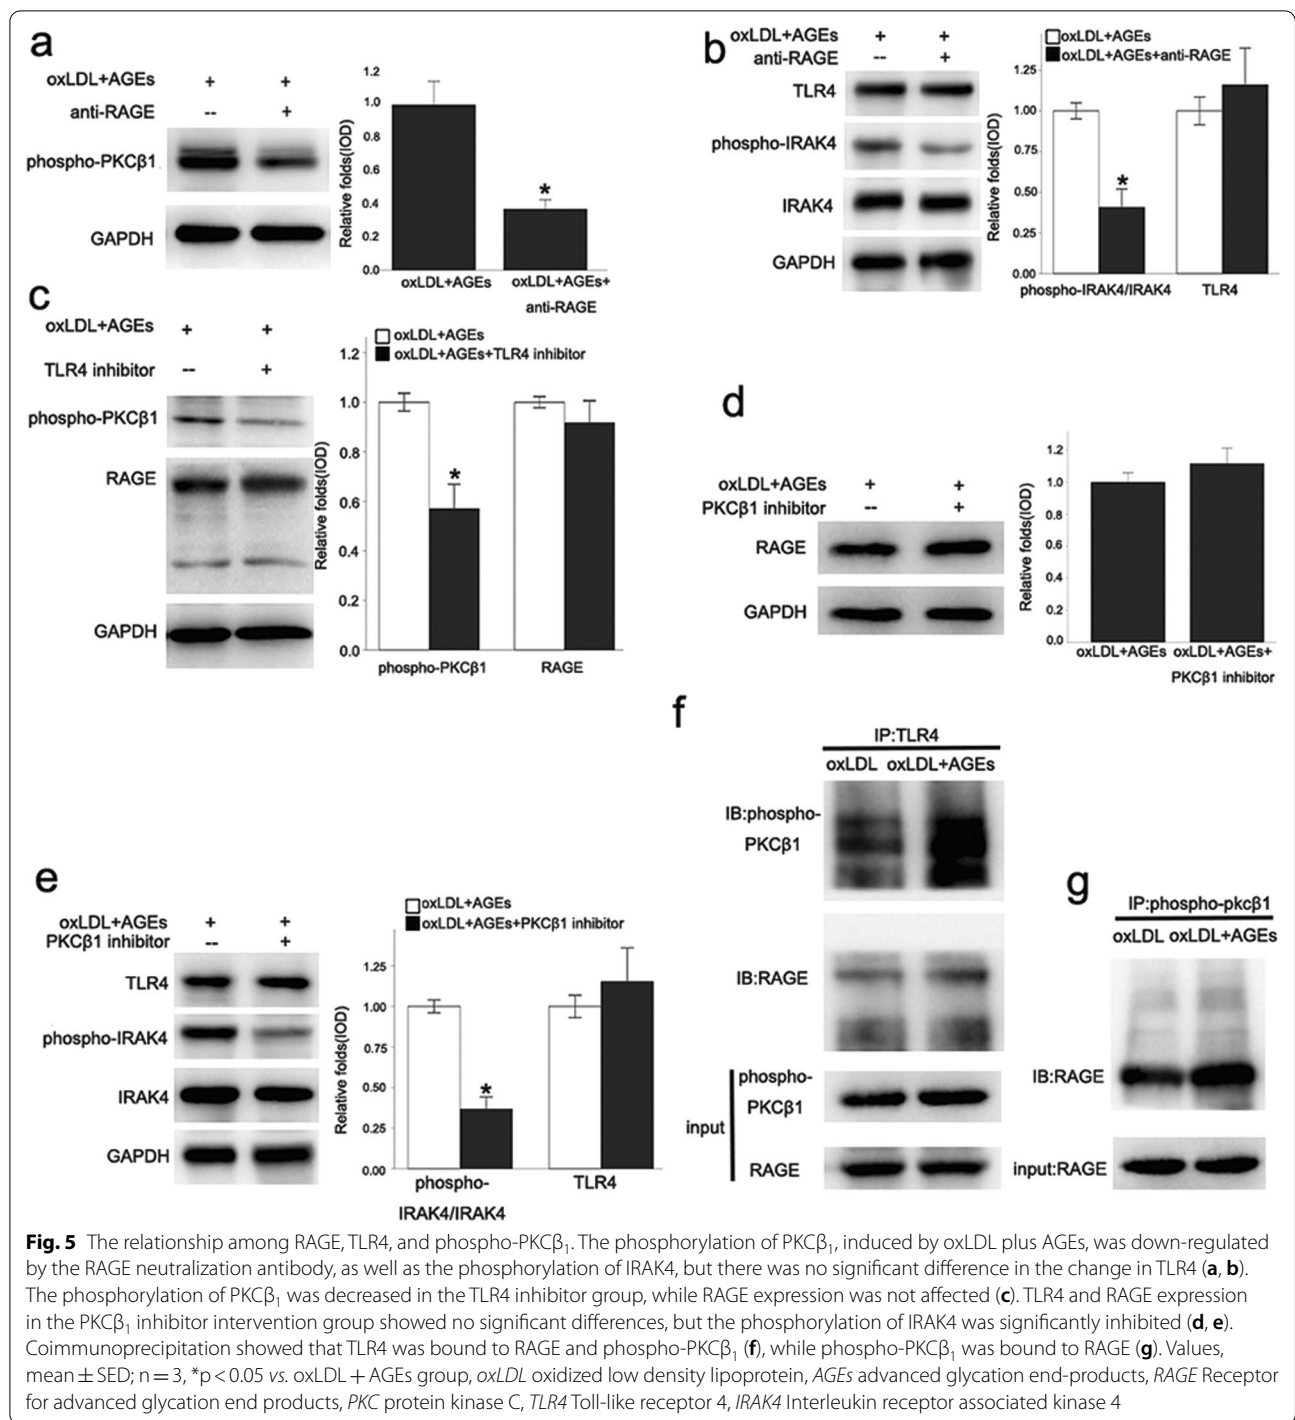 a
oxLDL+AGEs + +
anti-RAGE -- +
phospho-PKCβ1
GAPDH
Relative folds(IOD)
1.2
1.0
0.8
0.6
0.4
0.2
0.0
*
oxLDL+AGEs oxLDL+AGEs+
anti-RAGE
b
oxLDL+AGEs + +
anti-RAGE -- +
TLR4
phospho-IRAK4
IRAK4
GAPDH
oxLDL+AGEs
oxLDL+AGEs+anti-RAGE
Relative folds(IOD)
1.25
1.00
0.75
0.50
0.25
0.00
*
phospho-IRAK4/IRAK4 TLR4
c
oxLDL+AGEs + +
TLR4 inhibitor -- +
phospho-PKCβ1
RAGE
GAPDH
oxLDL+AGEs
oxLDL+AGEs+TLR4 inhibitor
Relative folds(IOD)
1.2
1.0
0.8
0.6
0.4
0.2
0.0
*
phospho-PKCβ1 RAGE
d
oxLDL+AGEs + +
PKCβ1 inhibitor -- +
RAGE
GAPDH
Relative folds(IOD)
1.2
1.0
0.8
0.6
0.4
0.2
0.0
oxLDL+AGEs oxLDL+AGEs+
PKCβ1 inhibitor
e
oxLDL+AGEs + +
PKCβ1 inhibitor -- +
TLR4
phospho-IRAK4
IRAK4
GAPDH
oxLDL+AGEs
oxLDL+AGEs+PKCβ1 inhibitor
Relative folds(IOD)
1.25
1.00
0.75
0.50
0.25
0.00
*
phospho- TLR4
IRAK4/IRAK4
f
IP:TLR4
oxLDL oxLDL+AGEs
IB:phospho-
PKCβ1
IB:RAGE
input
phospho-
PKCβ1
RAGE
g
IP:phospho-pkcβ1
oxLDL oxLDL+AGEs
IB:RAGE
input:RAGE
Fig. 5 The relationship among RAGE, TLR4, and phospho-PKCβ₁. The phosphorylation of PKCβ₁, induced by oxLDL plus AGEs, was down-regulated
by the RAGE neutralization antibody, as well as the phosphorylation of IRAK4, but there was no significant difference in the change in TLR4 (a, b).
The phosphorylation of PKCβ₁ was decreased in the TLR4 inhibitor group, while RAGE expression was not affected (c). TLR4 and RAGE expression
in the PKCβ₁ inhibitor intervention group showed no significant differences, but the phosphorylation of IRAK4 was significantly inhibited (d, e).
Coimmunoprecipitation showed that TLR4 was bound to RAGE and phospho-PKCβ₁ (f), while phospho-PKCβ₁ was bound to RAGE (g). Values,
mean ± SED; n = 3, *p < 0.05 vs. oxLDL + AGEs group, oxLDL oxidized low density lipoprotein, AGEs advanced glycation end-products, RAGE Receptor
for advanced glycation end products, PKC protein kinase C, TLR4 Toll-like receptor 4, IRAK4 Interleukin receptor associated kinase 4